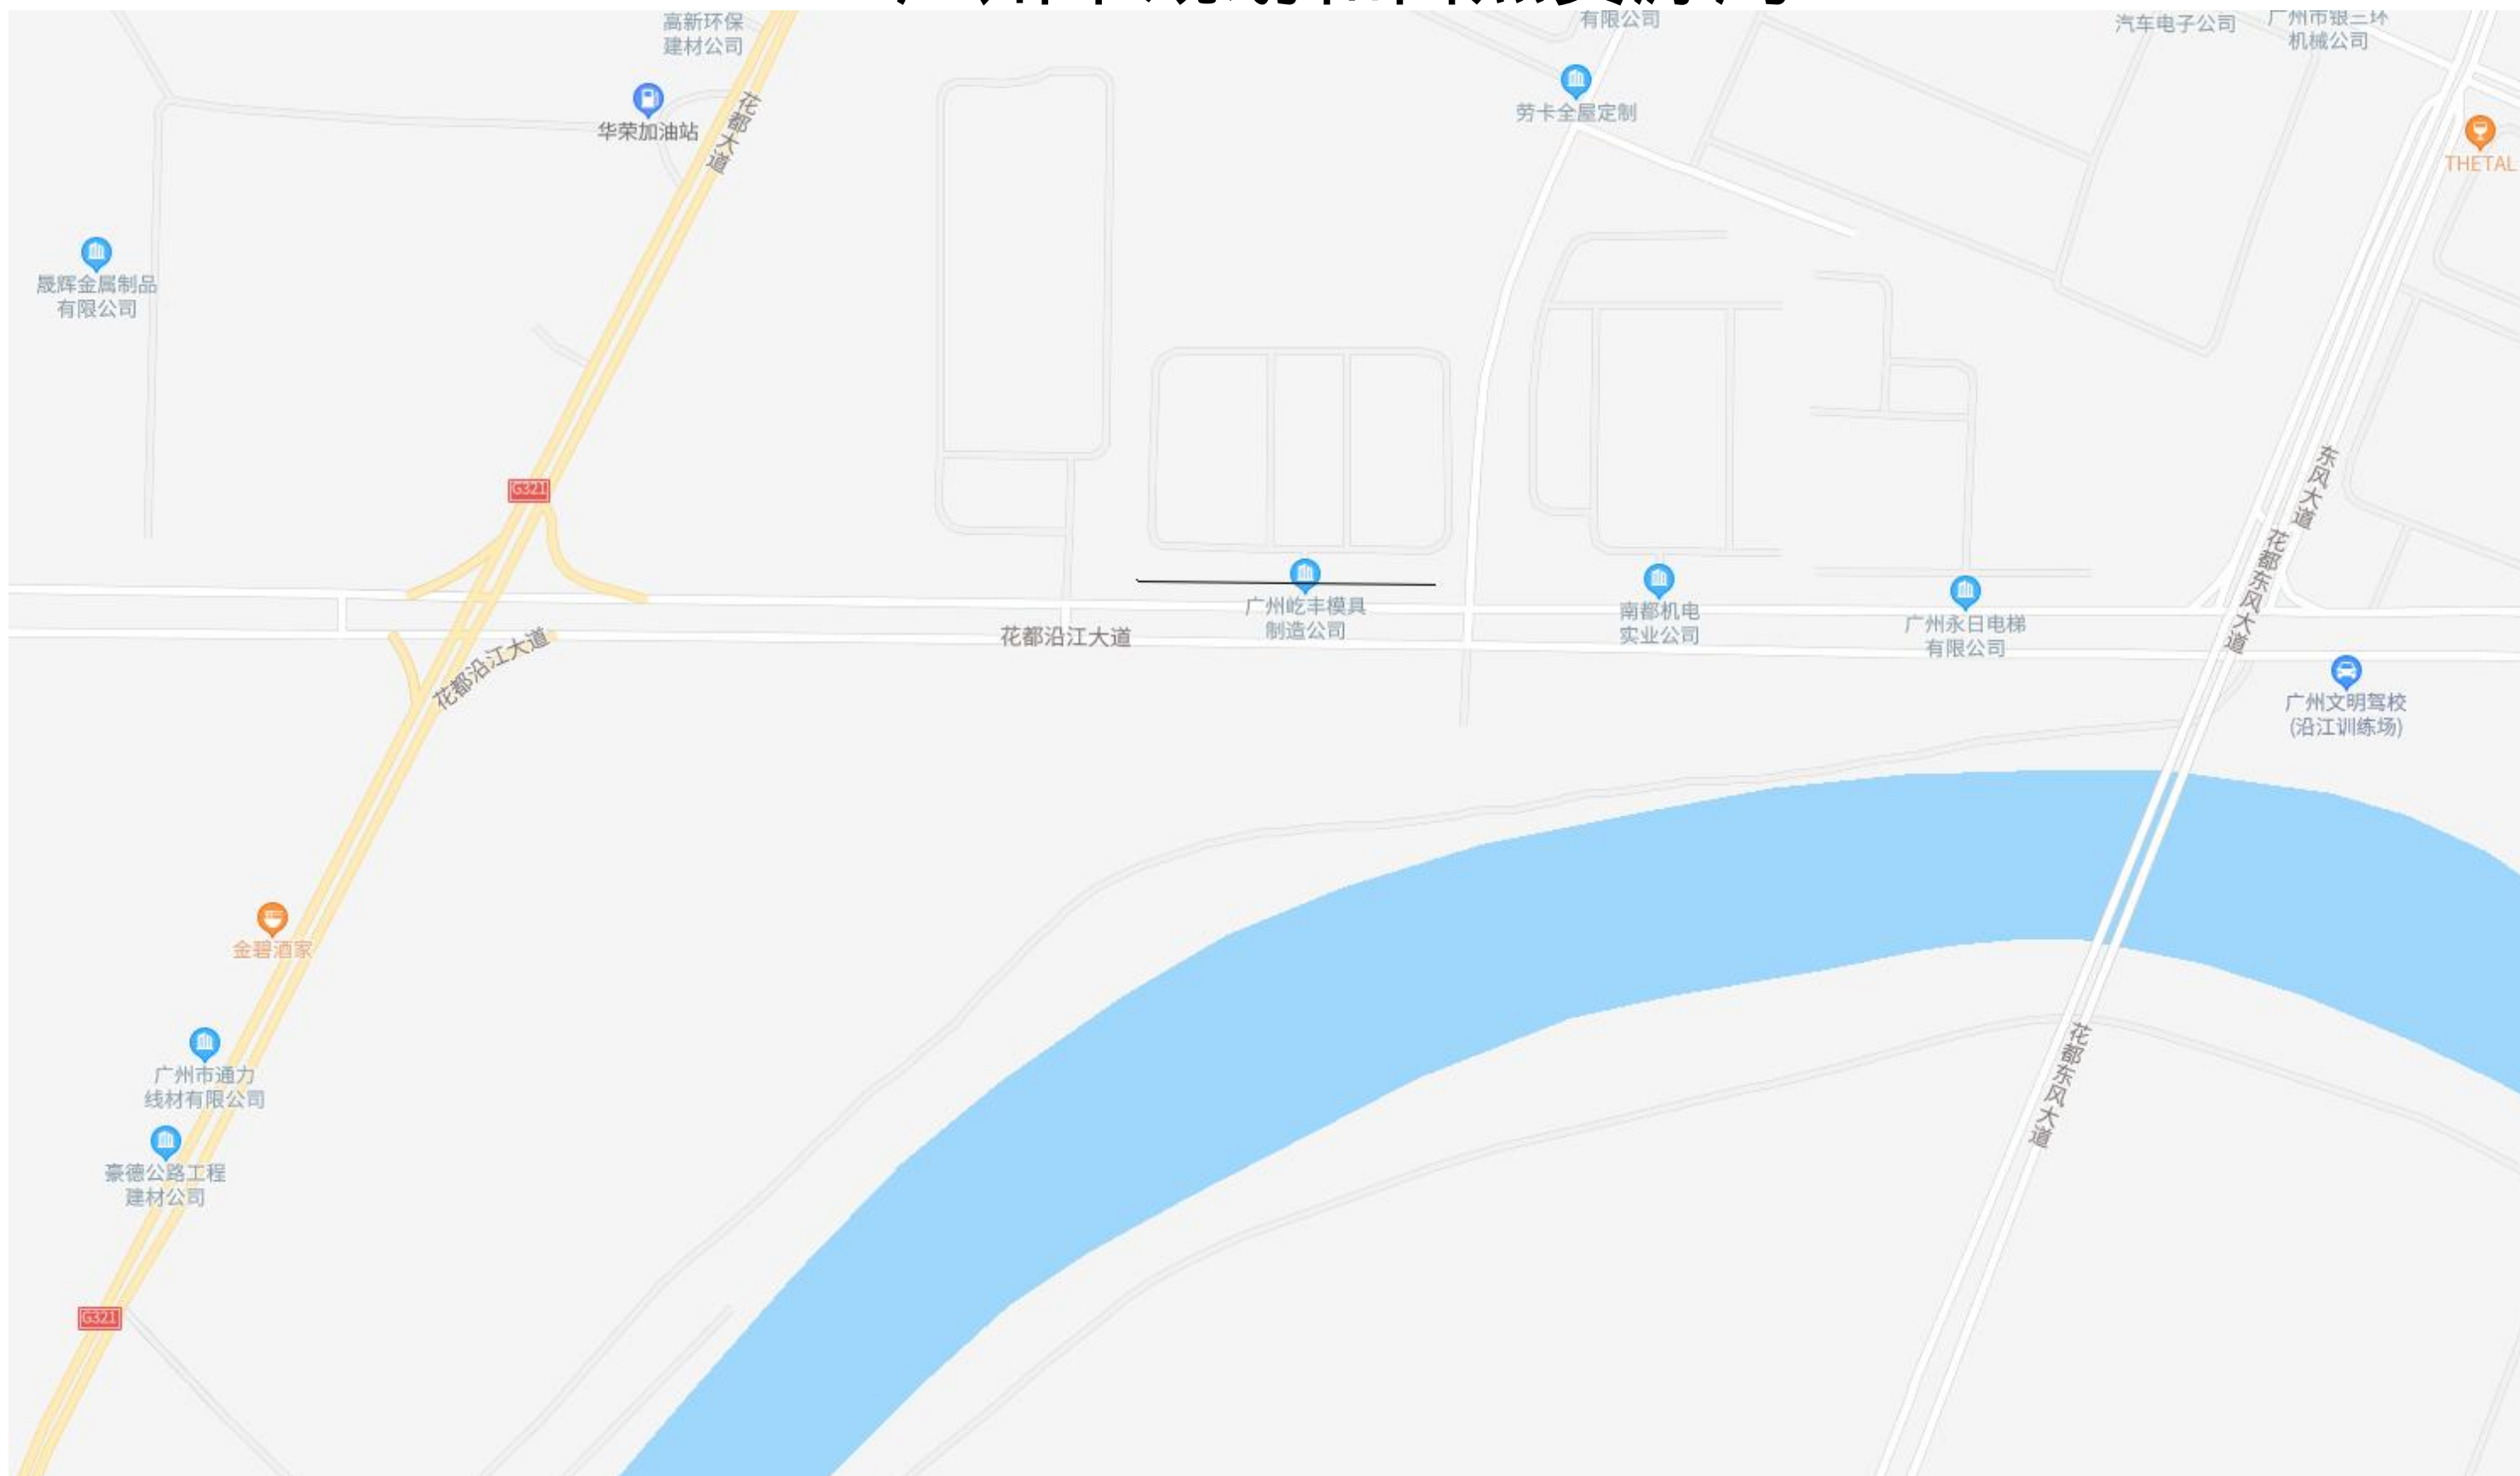 高新环保
建材公司
有限公司
汽车电子公司
广州市银三环
机械公司
华荣加油站
花都大道
劳卡全屋定制
THETAL
晟辉金属制品
有限公司
G321
东风大道
花都东风大道
广州屹丰模具
制造公司
南都机电
实业公司
广州永日电梯
有限公司
花都沿江大道
花都沿江大道
广州文明驾校
(沿江训练场)
金碧酒家
广州市通力
线材有限公司
花都东风大道
豪德公路工程
建材公司
G321